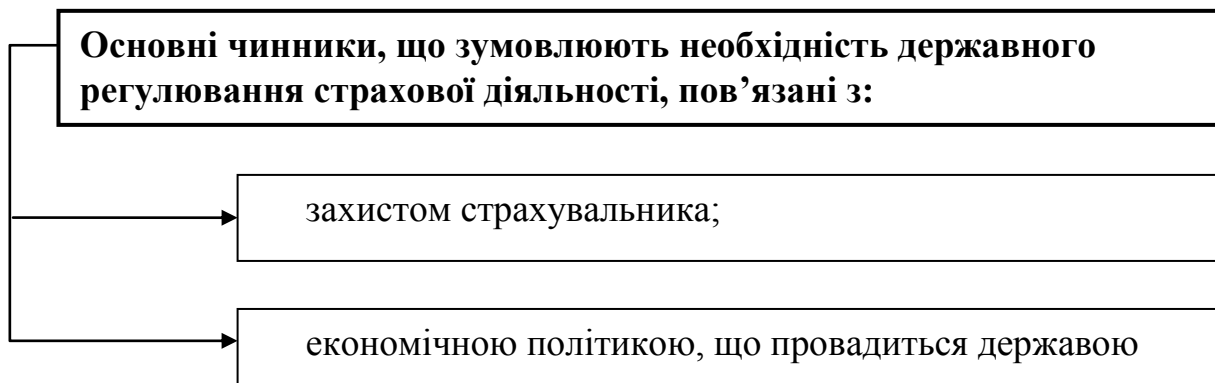 Основні чинники, що зумовлюють необхідність державного
регулювання страхової діяльності, пов’язані з:
захистом страхувальника;
економічною політикою, що провадиться державою